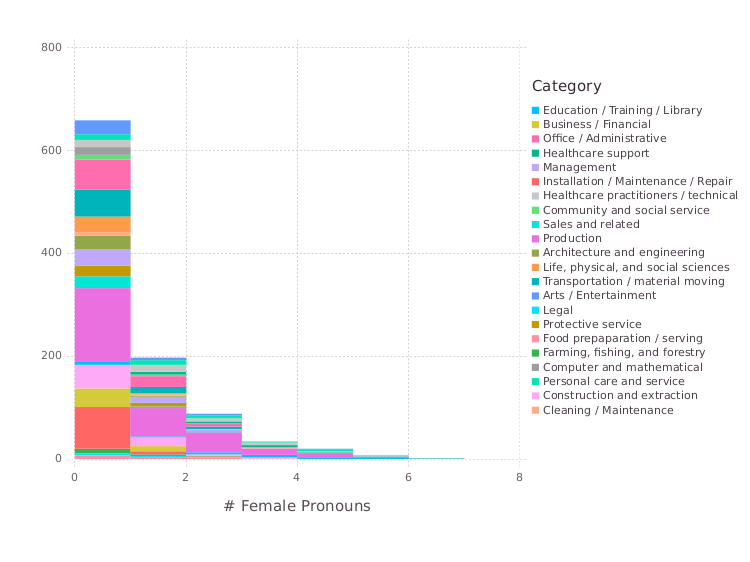 800
600
400
200
0
0
2
4
6
8
# Female Pronouns
Category
Education / Training / Library
Business / Financial
Office / Administrative
Healthcare support
Management
Installation / Maintenance / Repair
Healthcare practitioners / technical
Community and social service
Sales and related
Production
Architecture and engineering
Life, physical, and social sciences
Transportation / material moving
Arts / Entertainment
Legal
Protective service
Food prepaparation / serving
Farming, fishing, and forestry
Computer and mathematical
Personal care and service
Construction and extraction
Cleaning / Maintenance